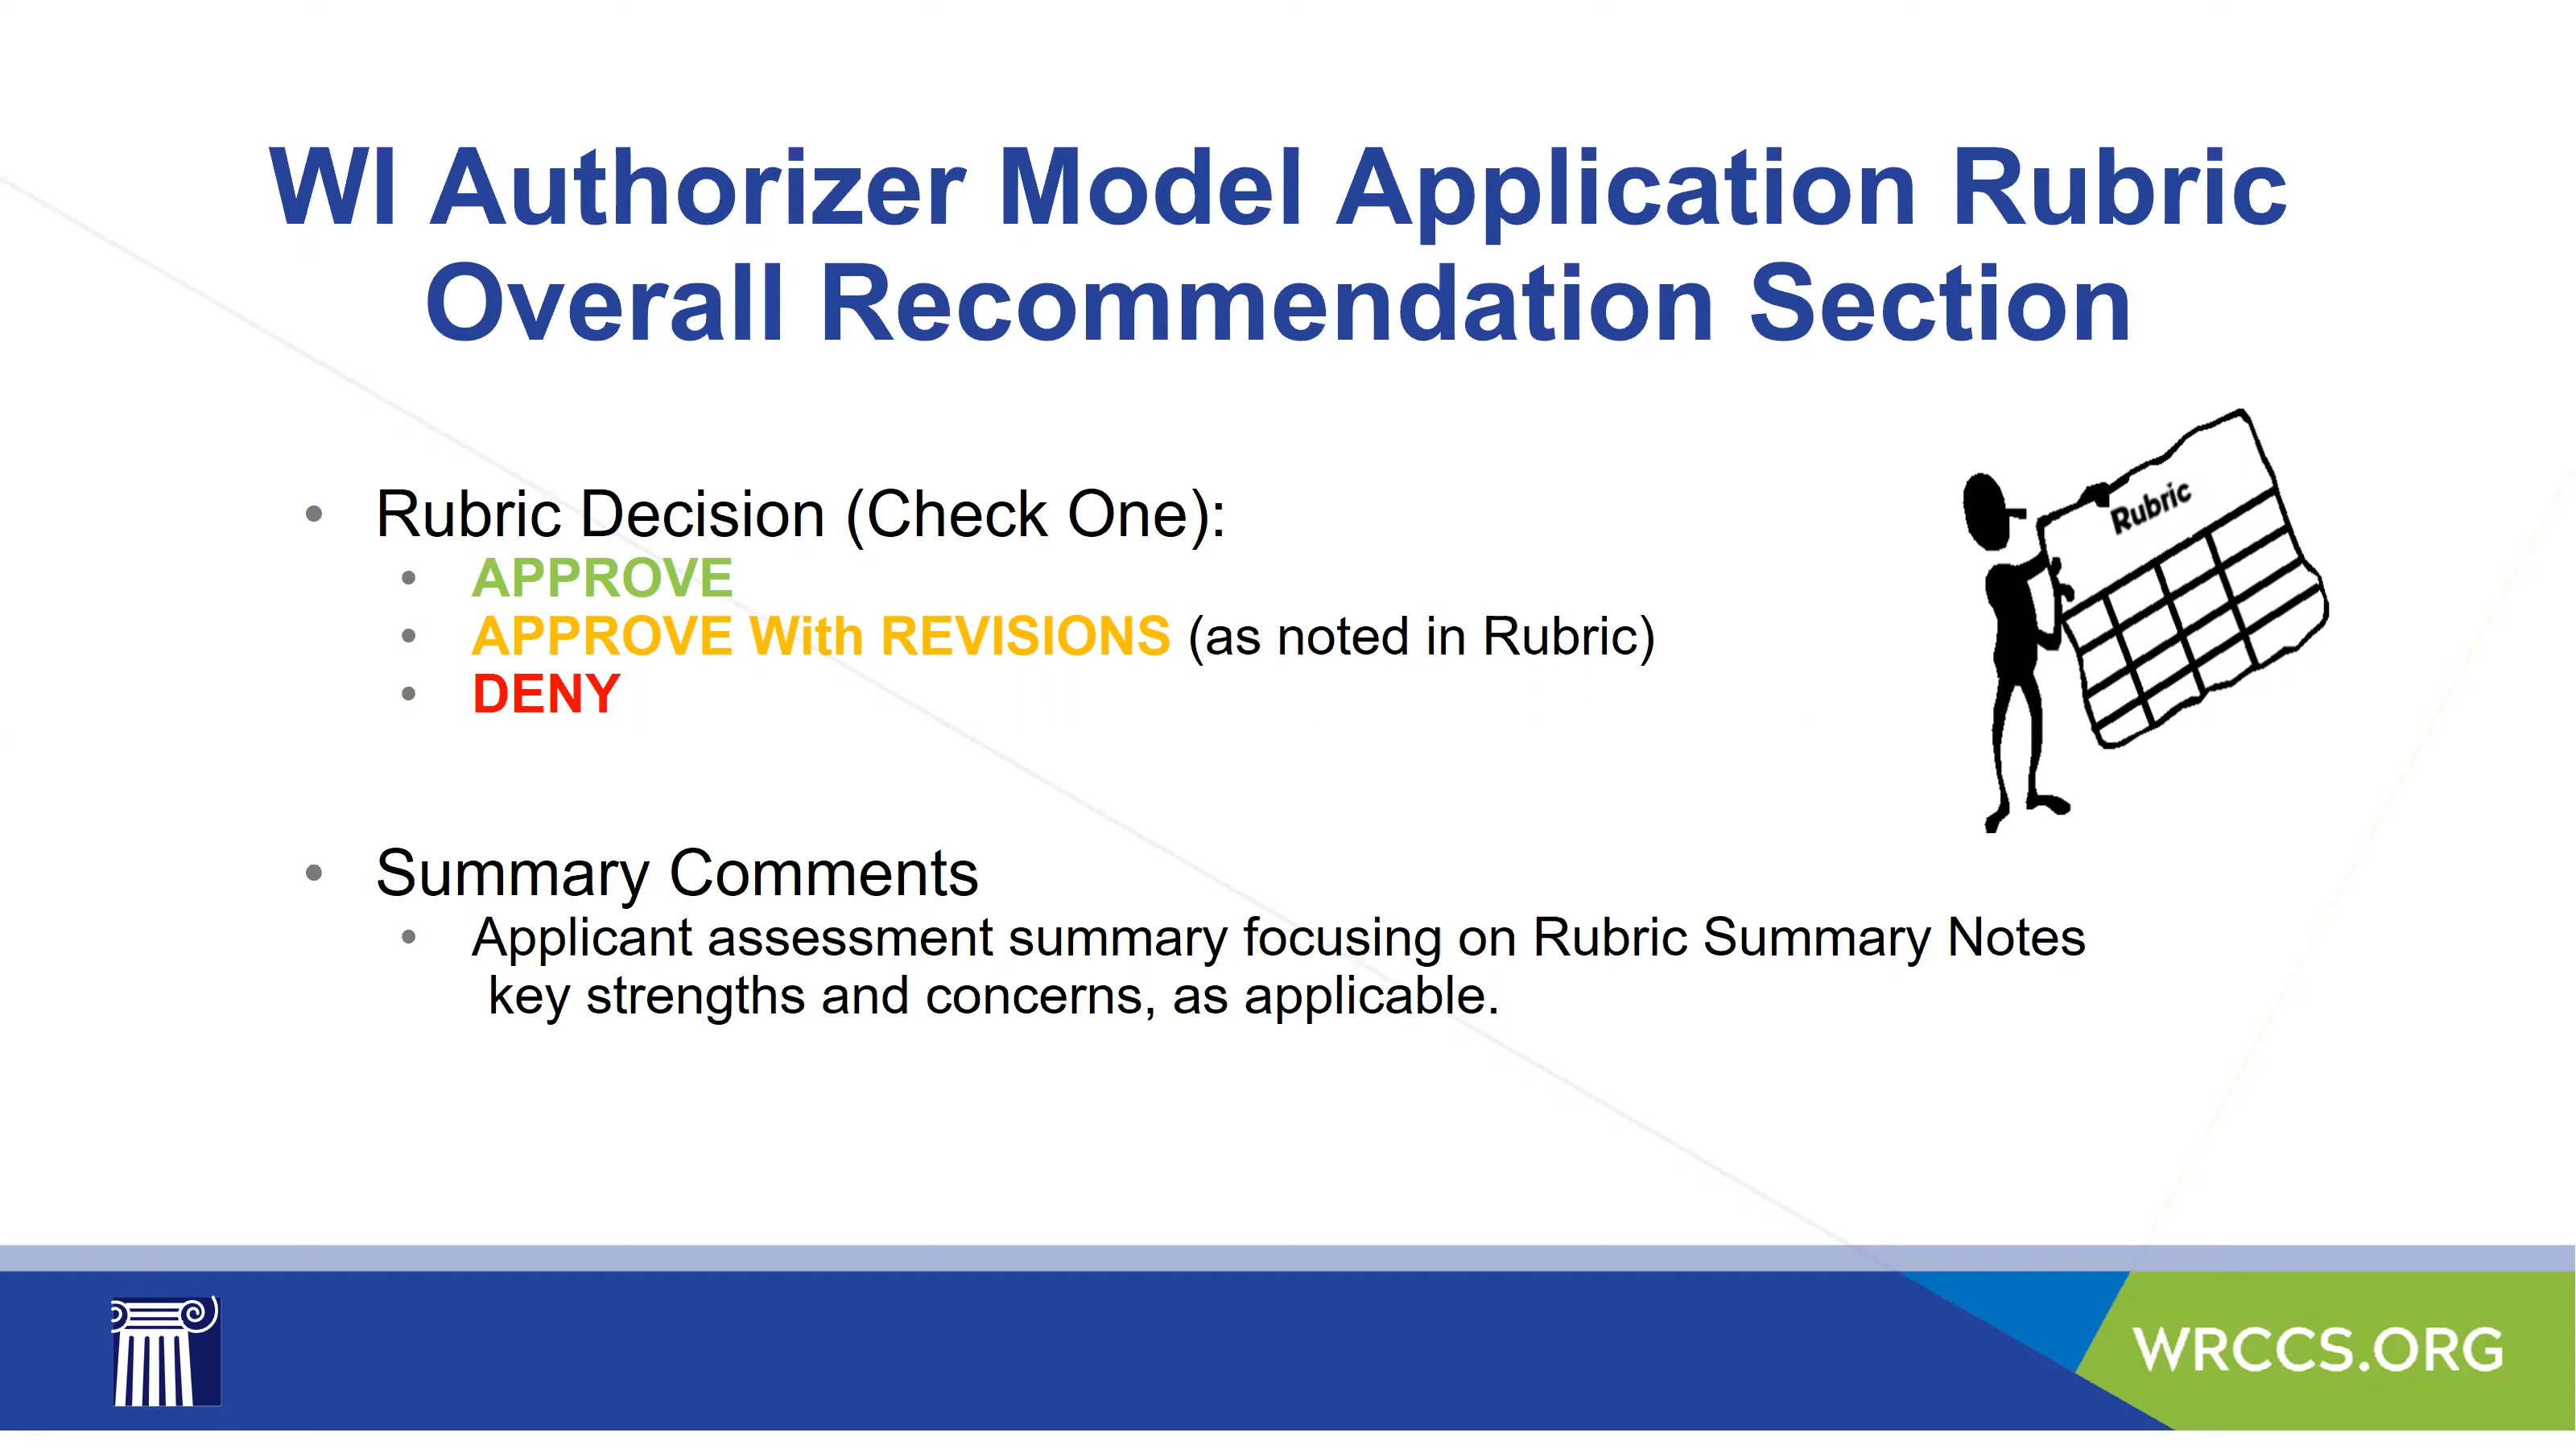 WI Authorizer Model Application Rubric
Overall Recommendation Section
• Rubric Decision (Check One):
• APPROVE
• APPROVE With REVISIONS (as noted in Rubric)
• DENY
Rubric
• Summary Comments
• Applicant assessment summary focusing on Rubric Summary Notes
key strengths and concerns, as applicable.
WRCCS.ORG